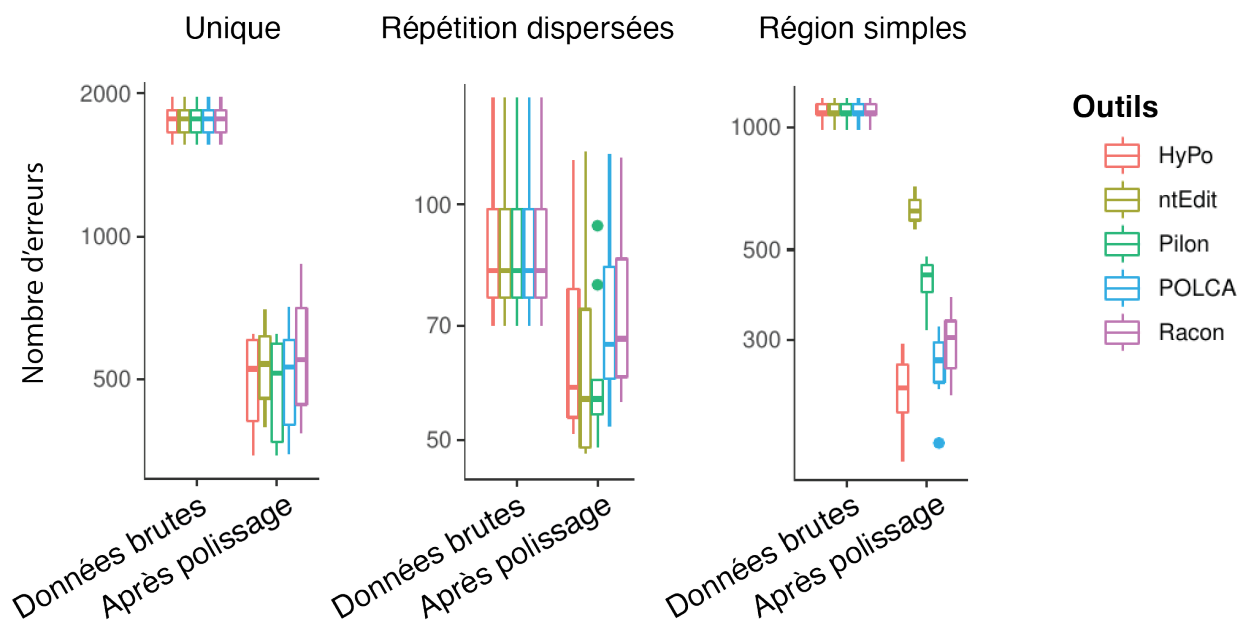 Unique
Répétition dispersées
Région simples
Nombre d'erreurs
2000
1000
500
100
70
50
1000
500
300
Données brutes
Après polissage
Données brutes
Après polissage
Données brutes
Après polissage
Outils
HyPo
ntEdit
Pilon
POLCA
Racon